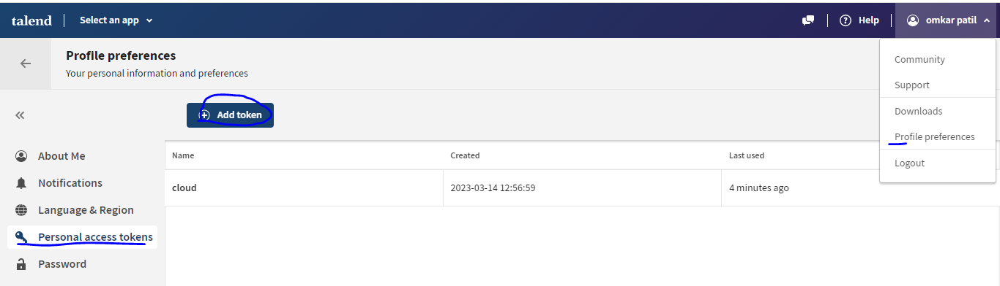 talend Select an app Help omkar patil
Profile preferences
Your personal information and preferences
Community
Support
Downloads
Profile preferences
Logout
Add token
About Me
Notifications
Language & Region
Personal access tokens
Password
Name Created Last used
cloud 2023-03-14 12:56:59 4 minutes ago